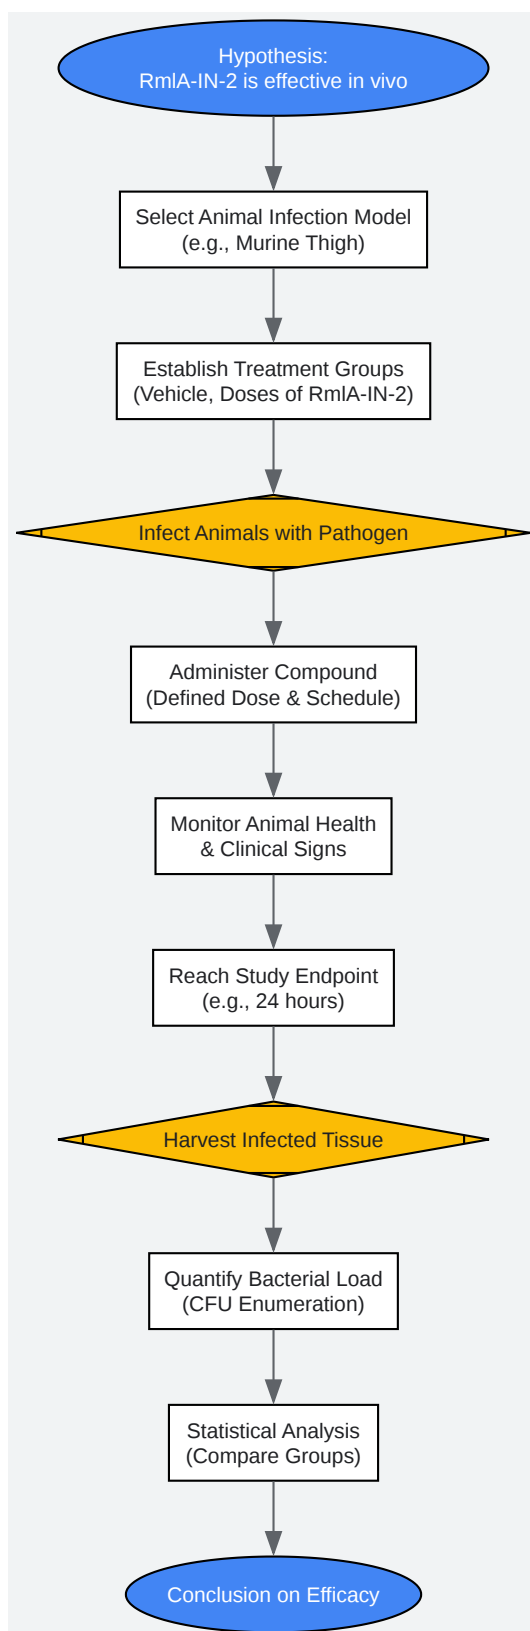 Hypothesis:
RmlA-IN-2 is effective in vivo
Select Animal Infection Model
(e.g., Murine Thigh)
Establish Treatment Groups
(Vehicle, Doses of RmlA-IN-2)
Infect Animals with Pathogen
Administer Compound
(Defined Dose & Schedule)
Monitor Animal Health
& Clinical Signs
Reach Study Endpoint
(e.g., 24 hours)
Harvest Infected Tissue
Quantify Bacterial Load
(CFU Enumeration)
Statistical Analysis
(Compare Groups)
Conclusion on Efficacy